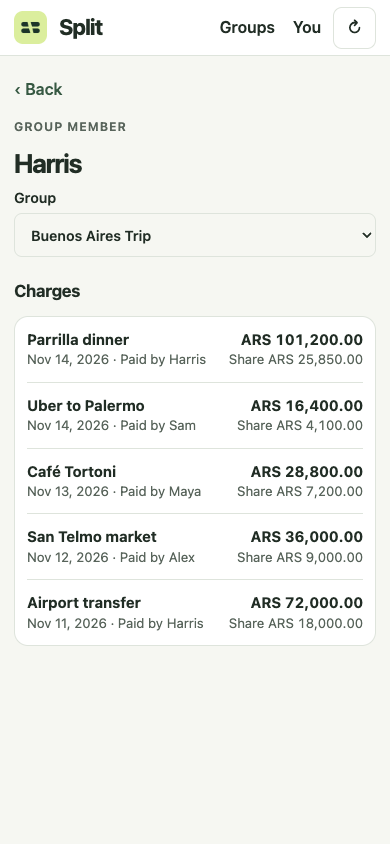 Split
Groups
You
‹ Back
GROUP MEMBER
Harris
Group
Buenos Aires Trip
Charges
Parrilla dinner
ARS 101,200.00
Nov 14, 2026 · Paid by Harris
Share ARS 25,850.00
Uber to Palermo
ARS 16,400.00
Nov 14, 2026 · Paid by Sam
Share ARS 4,100.00
Café Tortoni
ARS 28,800.00
Nov 13, 2026 · Paid by Maya
Share ARS 7,200.00
San Telmo market
ARS 36,000.00
Nov 12, 2026 · Paid by Alex
Share ARS 9,000.00
Airport transfer
ARS 72,000.00
Nov 11, 2026 · Paid by Harris
Share ARS 18,000.00